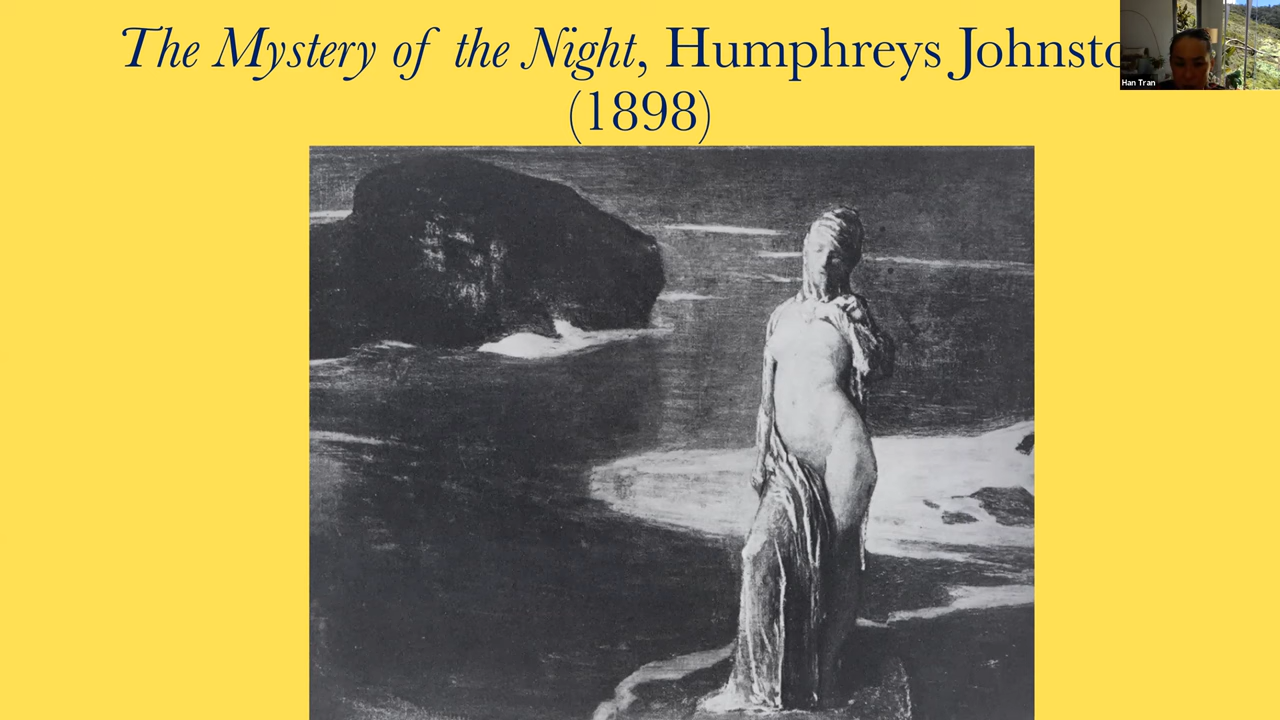 The Mystery of the Night, Humphreys Johnsto
(1898)
Han Tran